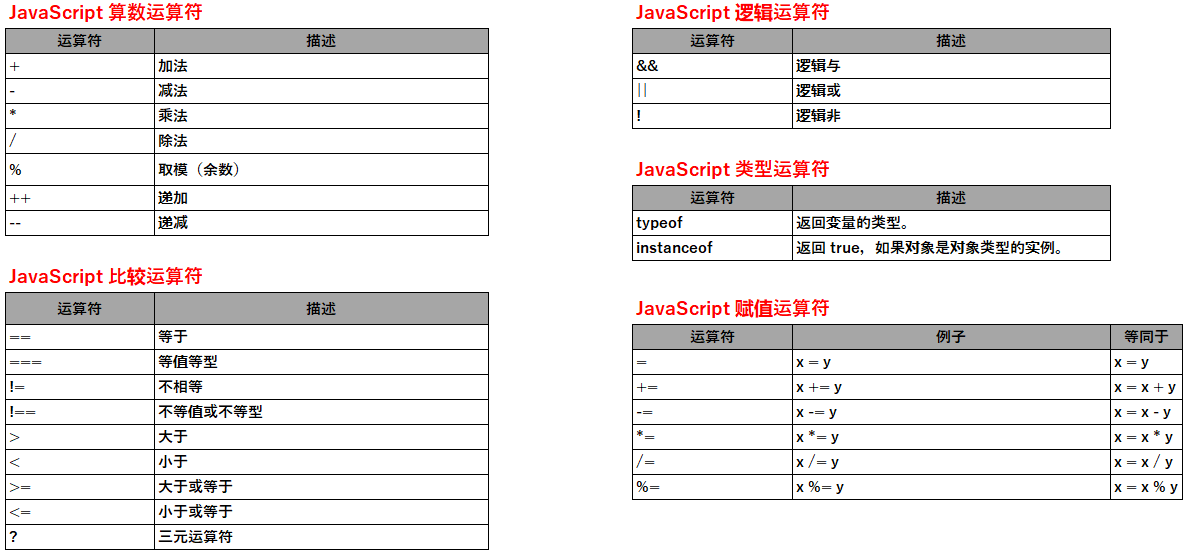 JavaScript 算数运算符
运算符 描述
+ 加法
- 减法
* 乘法
/ 除法
% 取模（余数）
++ 递加
-- 递减
JavaScript 比较运算符
运算符 描述
== 等于
=== 等值等型
!= 不相等
!== 不等值或不等型
> 大于
< 小于
>= 大于或等于
<= 小于或等于
? 三元运算符
JavaScript 逻辑运算符
运算符 描述
&& 逻辑与
|| 逻辑或
! 逻辑非
JavaScript 类型运算符
运算符 描述
typeof 返回变量的类型。
instanceof 返回 true，如果对象是对象类型的实例。
JavaScript 赋值运算符
运算符 例子 等同于
= x = y x = y
+= x += y x = x + y
-= x -= y x = x - y
*= x *= y x = x * y
/= x /= y x = x / y
%= x %= y x = x % y